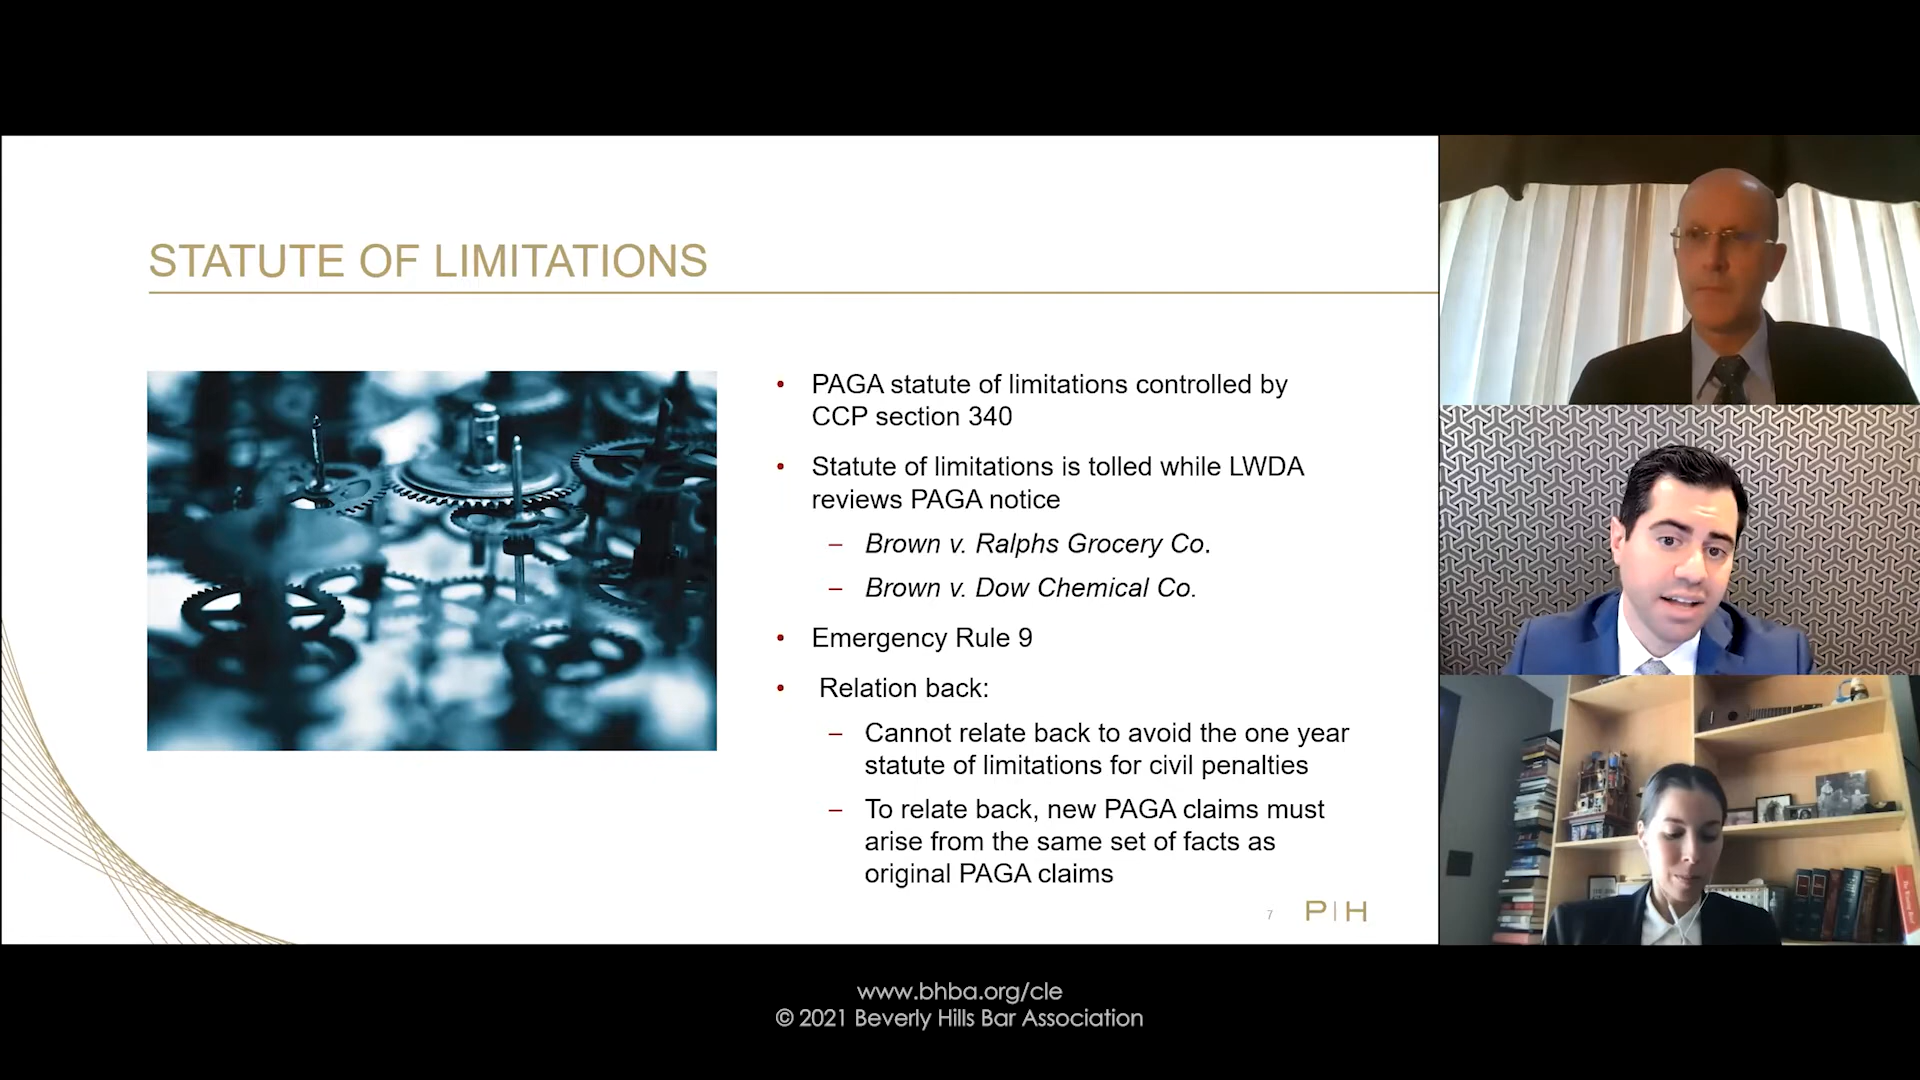 STATUTE OF LIMITATIONS
• PAGA statute of limitations controlled by
CCP section 340
• Statute of limitations is tolled while LWDA
reviews PAGA notice
– Brown v. Ralphs Grocery Co.
– Brown v. Dow Chemical Co.
• Emergency Rule 9
• Relation back:
– Cannot relate back to avoid the one year
statute of limitations for civil penalties
– To relate back, new PAGA claims must
arise from the same set of facts as
original PAGA claims
7
P|H
www.bhba.org/cle
© 2021 Beverly Hills Bar Association